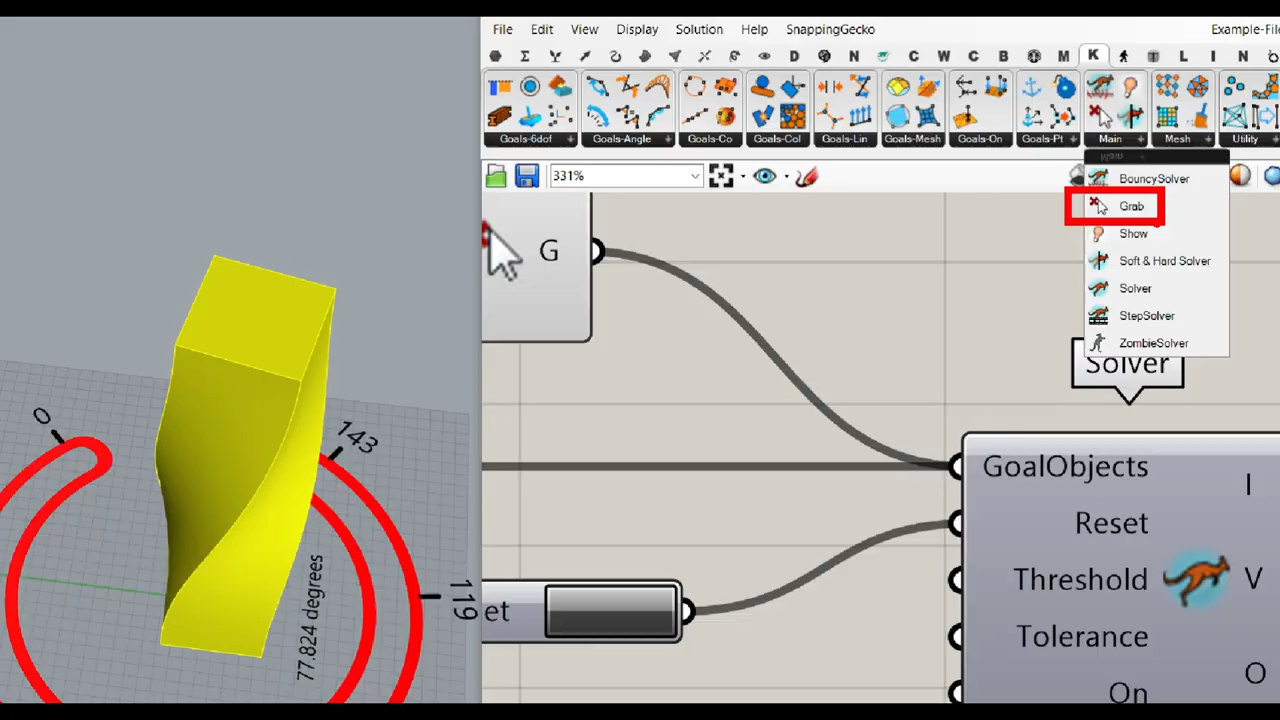 File Edit View Display Solution Help SnappingGecko Example-File
D N C W C B M K L I N
Goals-6dof Goals-Angle Goals-Co Goals-Col Goals-Lin Goals-Mesh Goals-On Goals-Pt Main Mesh Utility
Main
331%
BouncySolver
Grab
Show
Soft & Hard Solver
Solver
StepSolver
ZombieSolver
G
Solver
GoalObjects
Reset
Threshold
Tolerance
On
I
V
O
et
0
143
119
77.824 degrees